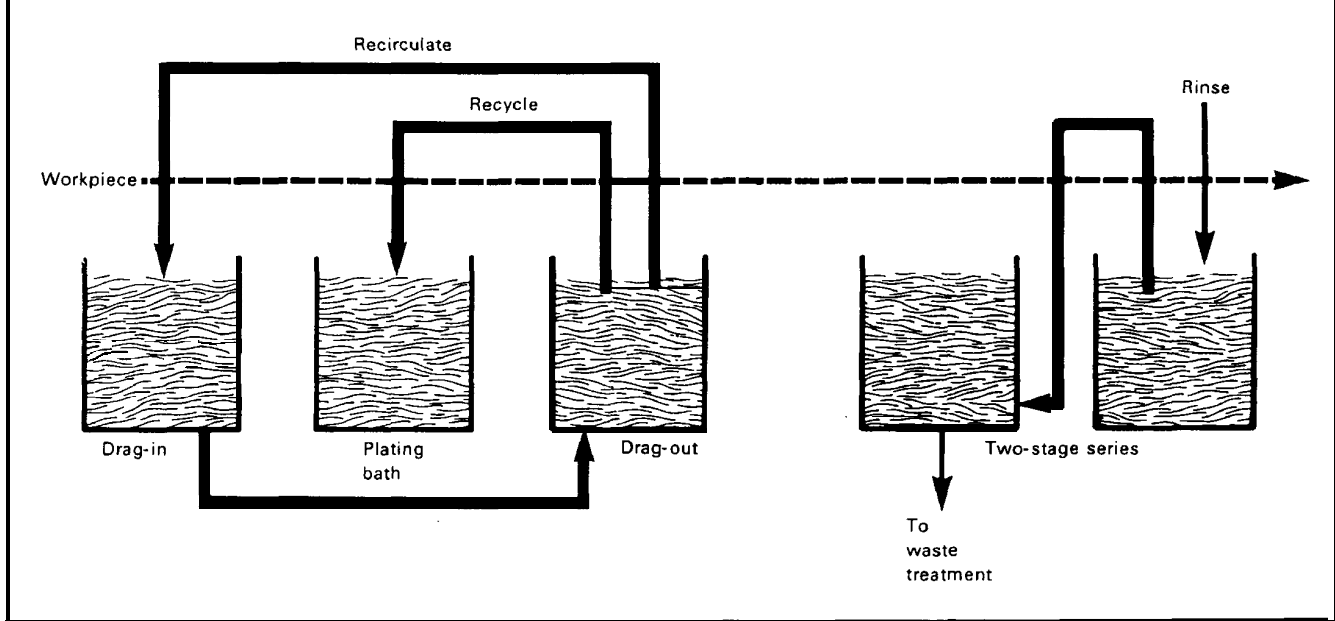 Recirculate
Recycle
Rinse
Workpiece
Drag-in
Plating
bath
Drag-out
Two-stage series
To
waste
treatment